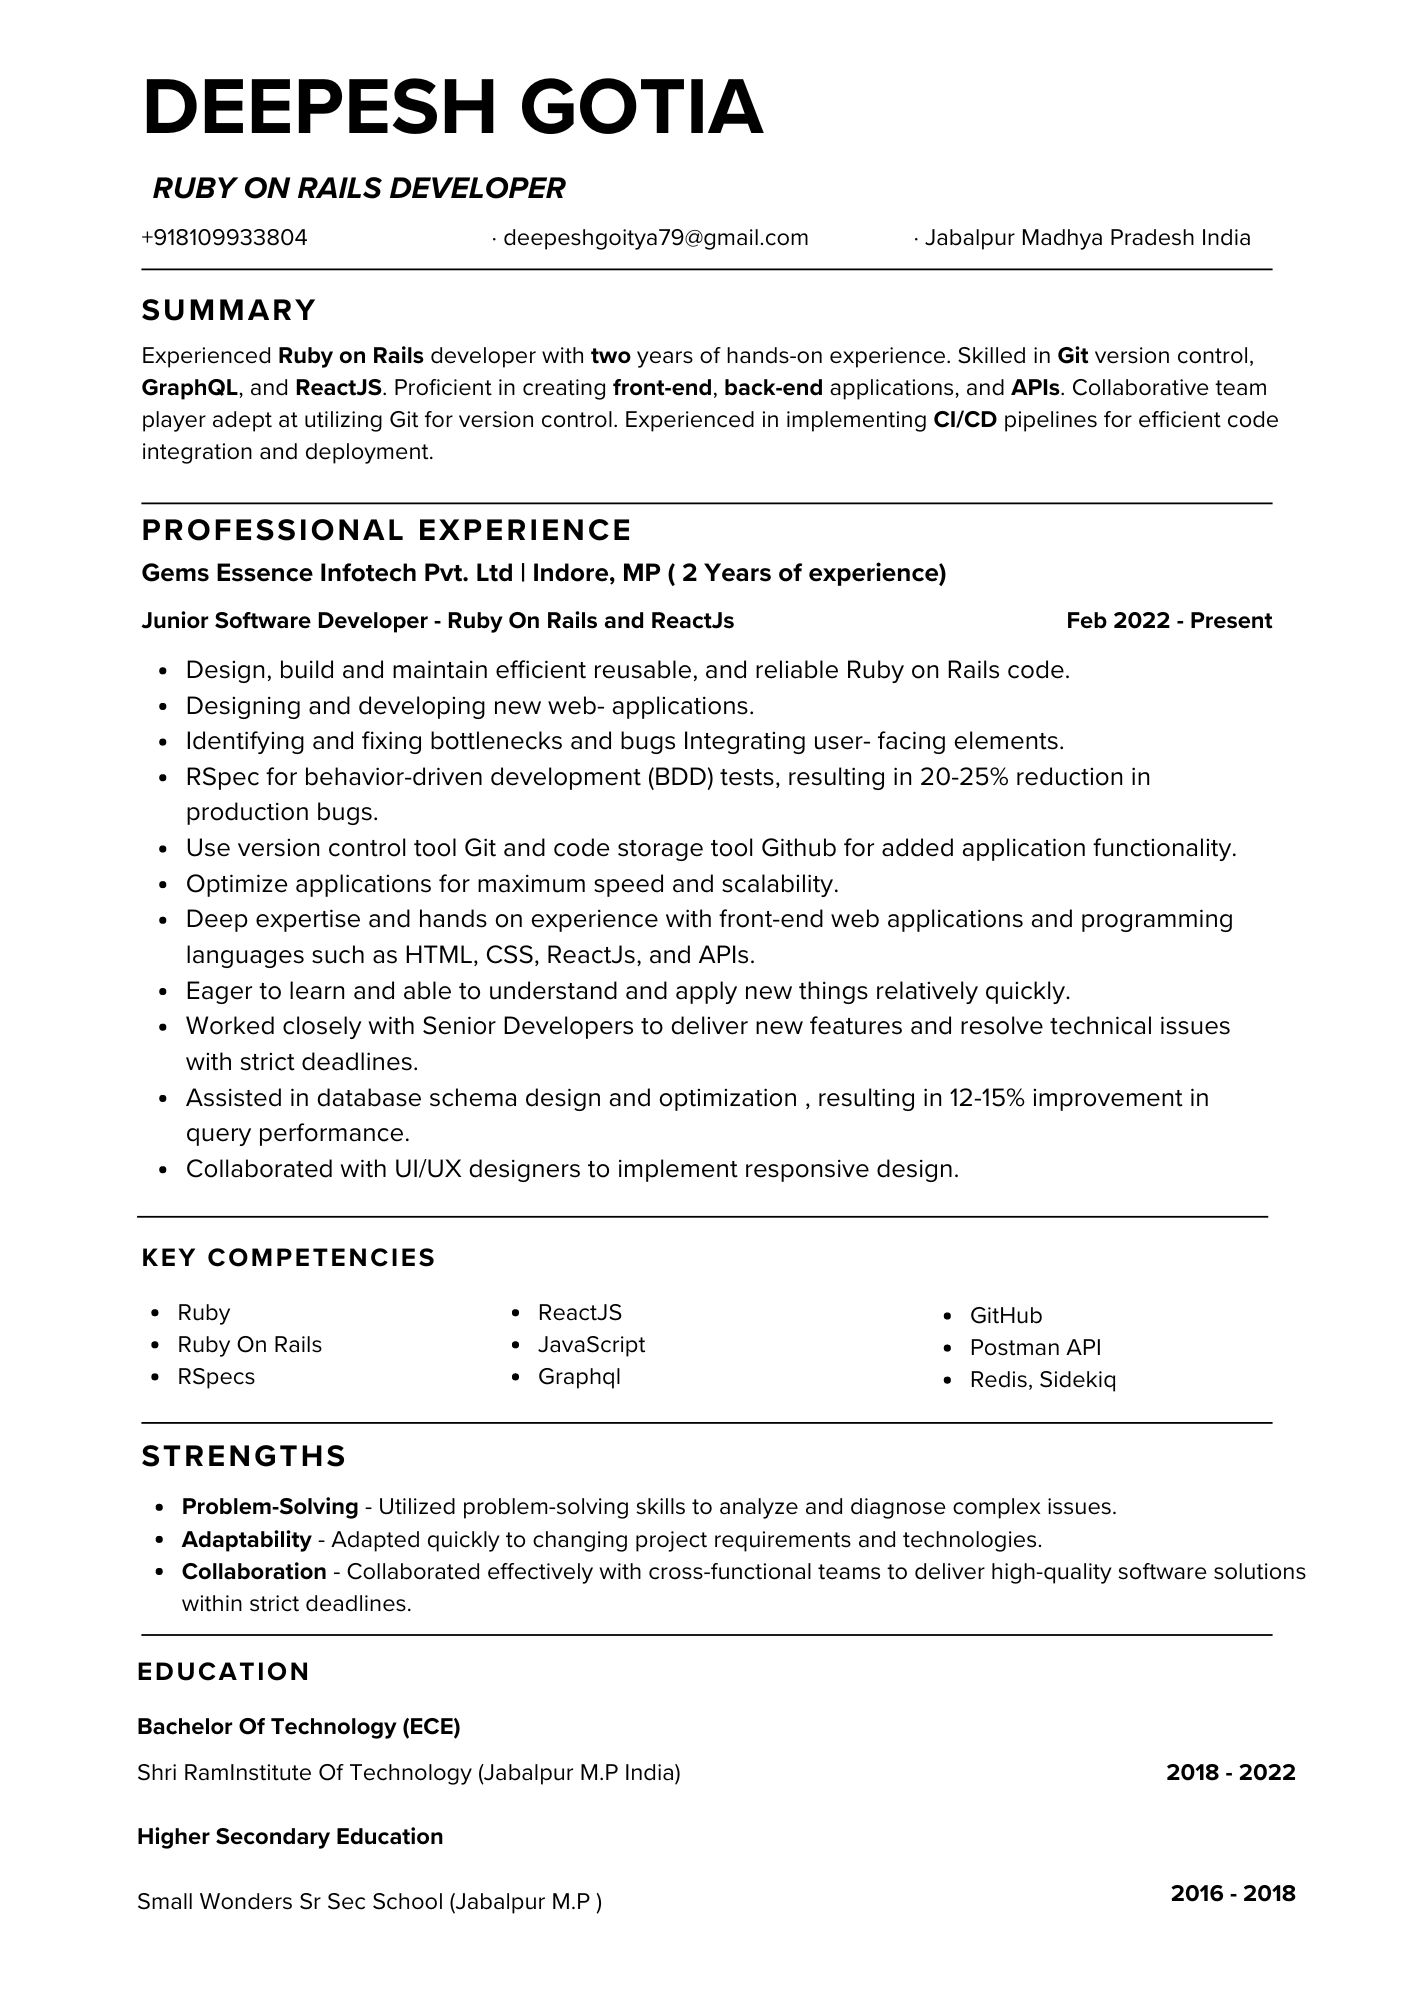 DEEPESH GOTIA
RUBY ON RAILS DEVELOPER
+918109933804 · deepeshgoitya79@gmail.com · Jabalpur Madhya Pradesh India
SUMMARY
Experienced Ruby on Rails developer with two years of hands-on experience. Skilled in Git version control,
GraphQL, and ReactJS. Proficient in creating front-end, back-end applications, and APIs. Collaborative team
player adept at utilizing Git for version control. Experienced in implementing CI/CD pipelines for efficient code
integration and deployment.
PROFESSIONAL EXPERIENCE
Gems Essence Infotech Pvt. Ltd | Indore, MP ( 2 Years of experience)
Junior Software Developer - Ruby On Rails and ReactJs Feb 2022 - Present
• Design, build and maintain efficient reusable, and reliable Ruby on Rails code.
• Designing and developing new web- applications.
• Identifying and fixing bottlenecks and bugs Integrating user- facing elements.
• RSpec for behavior-driven development (BDD) tests, resulting in 20-25% reduction in
production bugs.
• Use version control tool Git and code storage tool Github for added application functionality.
• Optimize applications for maximum speed and scalability.
• Deep expertise and hands on experience with front-end web applications and programming
languages such as HTML, CSS, ReactJs, and APIs.
• Eager to learn and able to understand and apply new things relatively quickly.
• Worked closely with Senior Developers to deliver new features and resolve technical issues
with strict deadlines.
• Assisted in database schema design and optimization , resulting in 12-15% improvement in
query performance.
• Collaborated with UI/UX designers to implement responsive design.
KEY COMPETENCIES
• Ruby
• Ruby On Rails
• RSpecs
• ReactJS
• JavaScript
• Graphql
• GitHub
• Postman API
• Redis, Sidekiq
STRENGTHS
• Problem-Solving - Utilized problem-solving skills to analyze and diagnose complex issues.
• Adaptability - Adapted quickly to changing project requirements and technologies.
• Collaboration - Collaborated effectively with cross-functional teams to deliver high-quality software solutions
within strict deadlines.
EDUCATION
Bachelor Of Technology (ECE)
Shri RamInstitute Of Technology (Jabalpur M.P India) 2018 - 2022
Higher Secondary Education
Small Wonders Sr Sec School (Jabalpur M.P ) 2016 - 2018